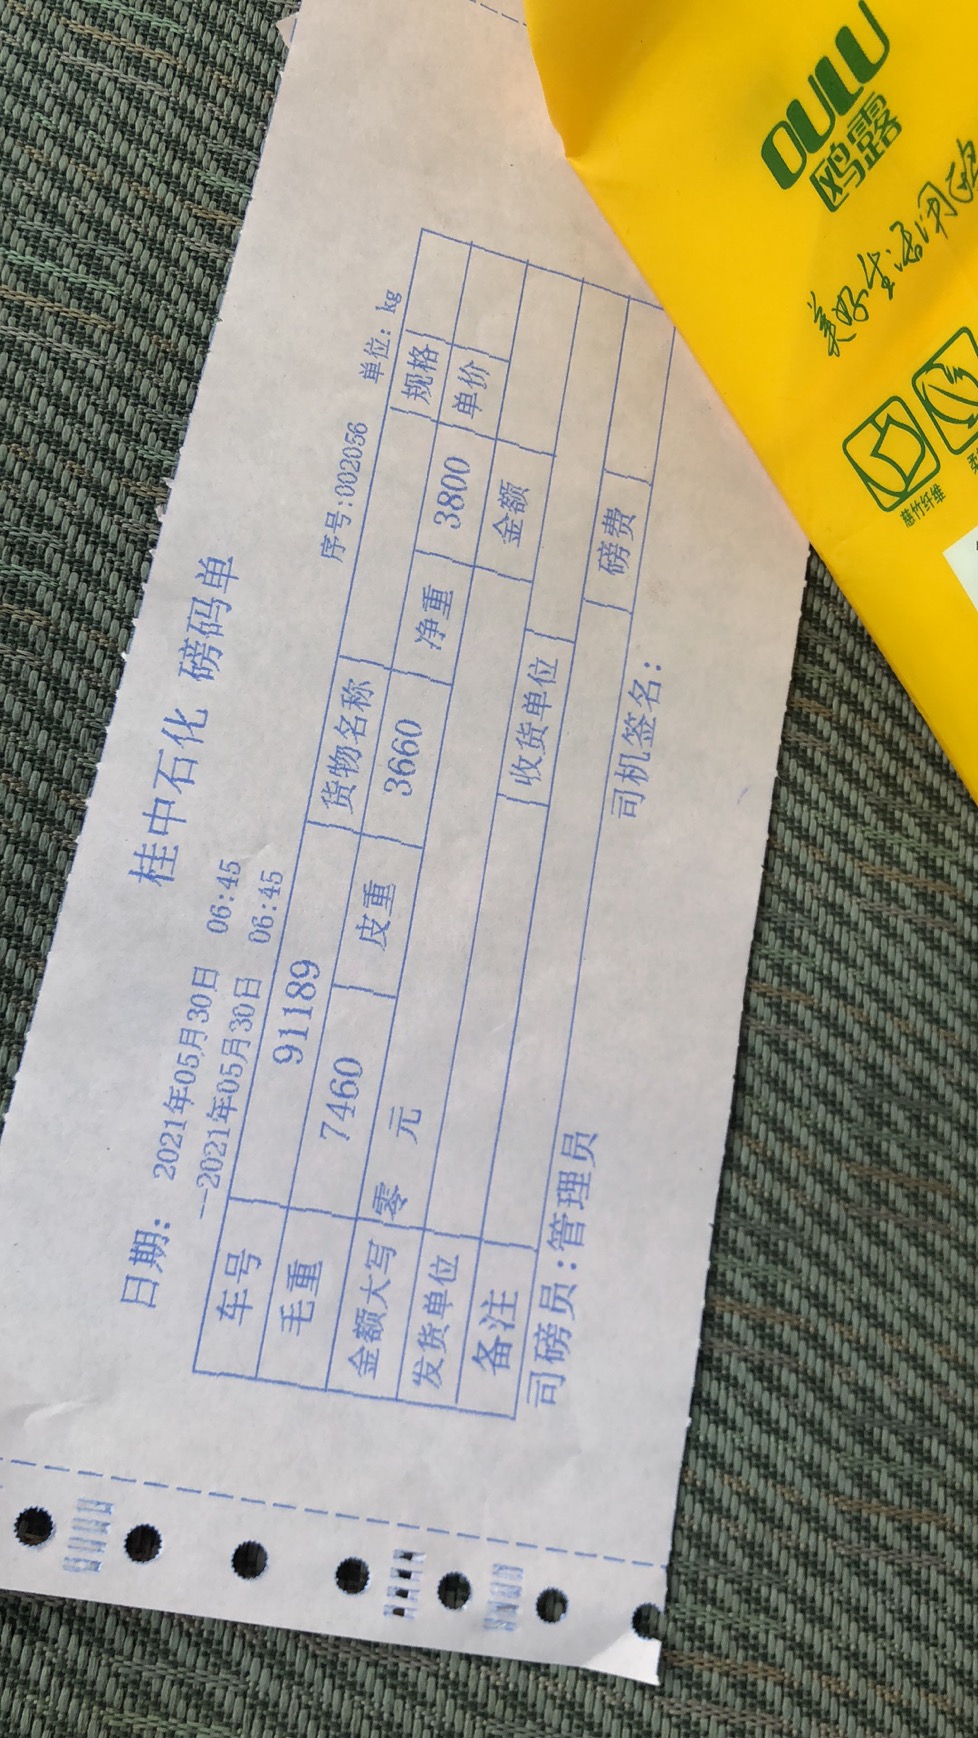 桂中石化 磅码单
日期： 2021年05月30日 06:45
—2021年05月30日 06:45
序号:002056 单位: kg
车号 91189 货物名称 规格
毛重 7460 皮重 3660 净重 3800 单价
金额大写 零 元 金额
发货单位 收货单位
备注 磅费
司磅员:管理员 司机签名:
OULU
鸥露
美好生活用
慈竹纤维